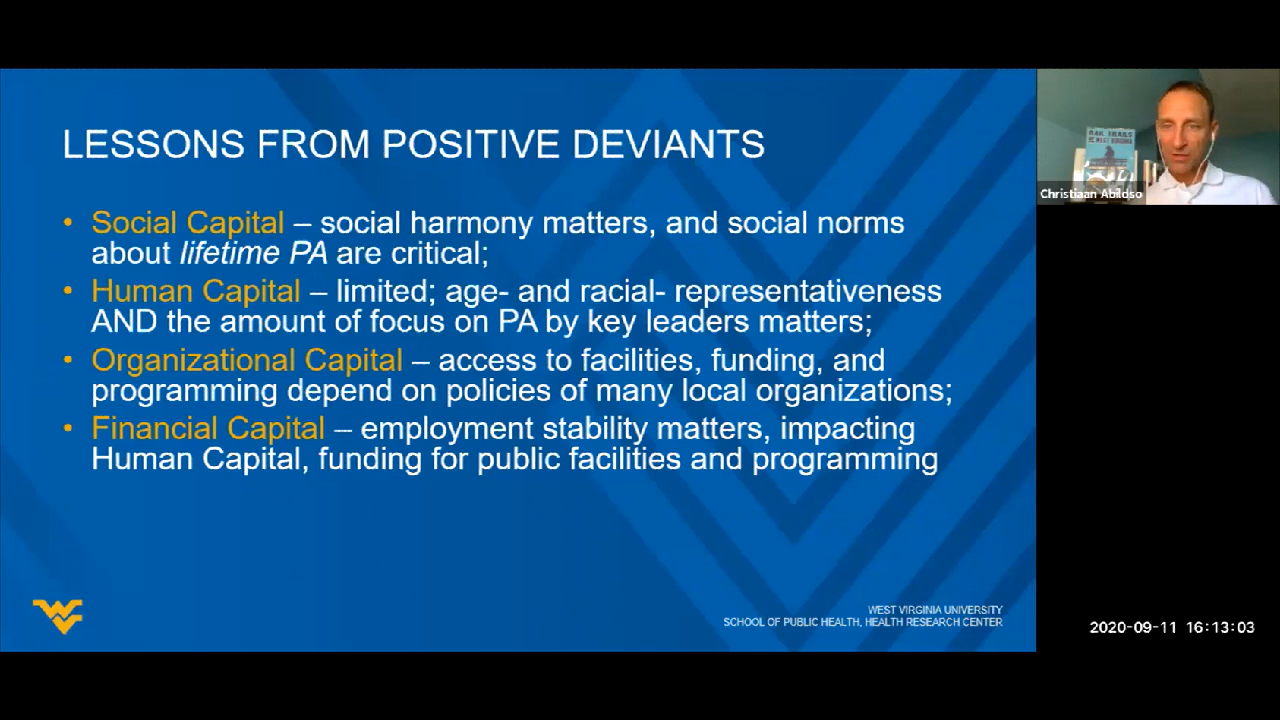 LESSONS FROM POSITIVE DEVIANTS
• Social Capital – social harmony matters, and social norms
about lifetime PA are critical;
• Human Capital – limited; age- and racial- representativeness
AND the amount of focus on PA by key leaders matters;
• Organizational Capital – access to facilities, funding, and
programming depend on policies of many local organizations;
• Financial Capital – employment stability matters, impacting
Human Capital, funding for public facilities and programming
WEST VIRGINIA UNIVERSITY
SCHOOL OF PUBLIC HEALTH, HEALTH RESEARCH CENTER
RAIL TRAILS
Christiaan Abildso
2020-09-11 16:13:03